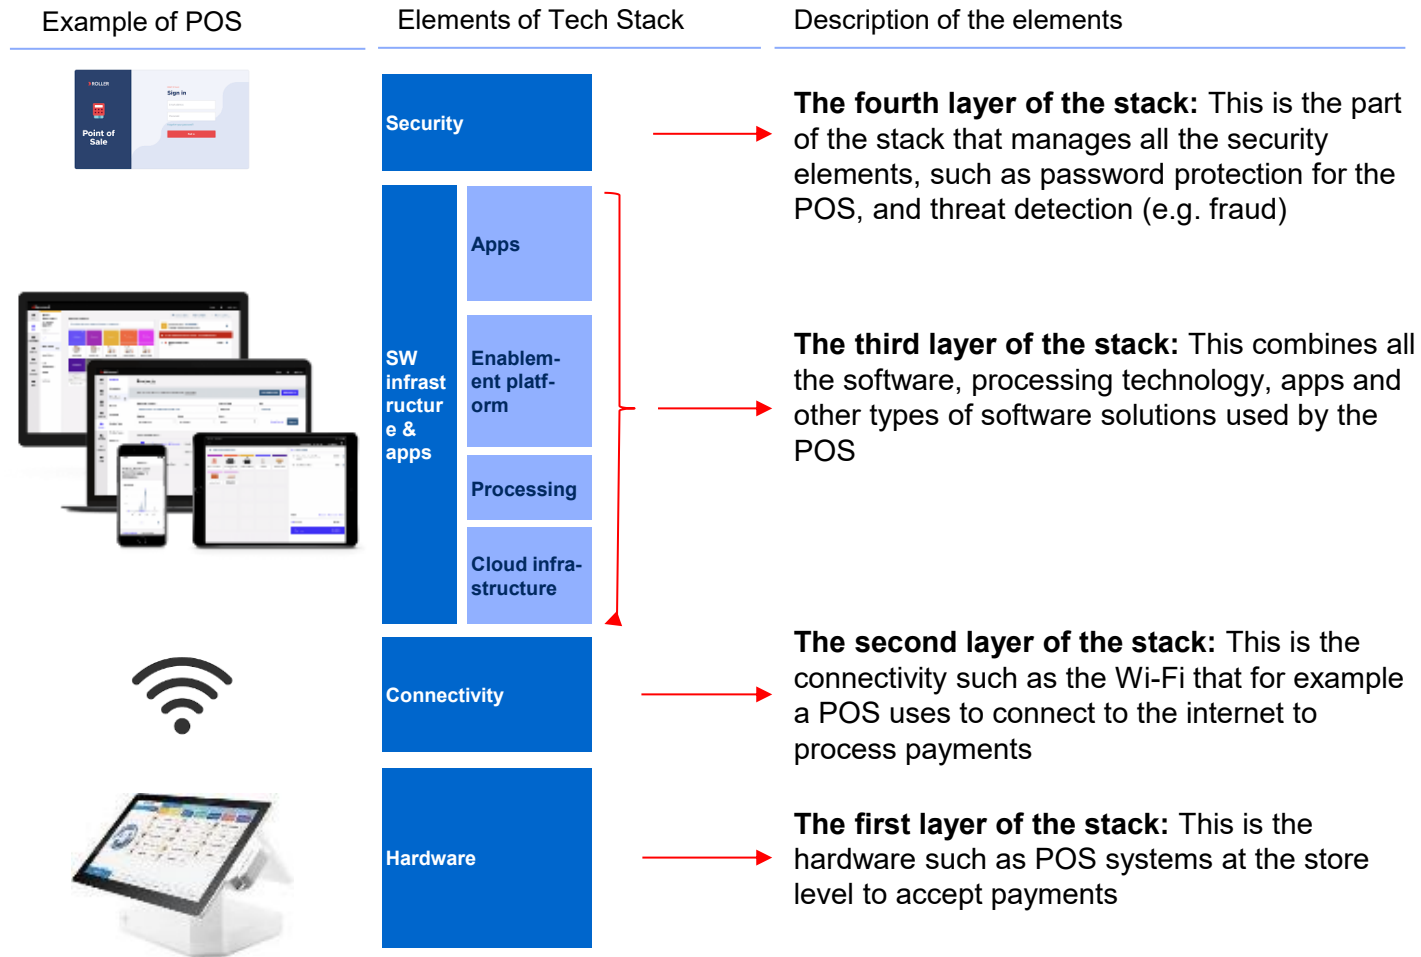 Example of POS
Elements of Tech Stack
Description of the elements
ROLLER
Point of
Sale
Sign in
Security
The fourth layer of the stack: This is the part
of the stack that manages all the security
elements, such as password protection for the
POS, and threat detection (e.g. fraud)
SW
infrast
ructur
e &
apps
Apps
Enablem-
ent platf-
orm
Processing
Cloud infra-
structure
The third layer of the stack: This combines all
the software, processing technology, apps and
other types of software solutions used by the
POS
Connectivity
The second layer of the stack: This is the
connectivity such as the Wi-Fi that for example
a POS uses to connect to the internet to
process payments
Hardware
The first layer of the stack: This is the
hardware such as POS systems at the store
level to accept payments